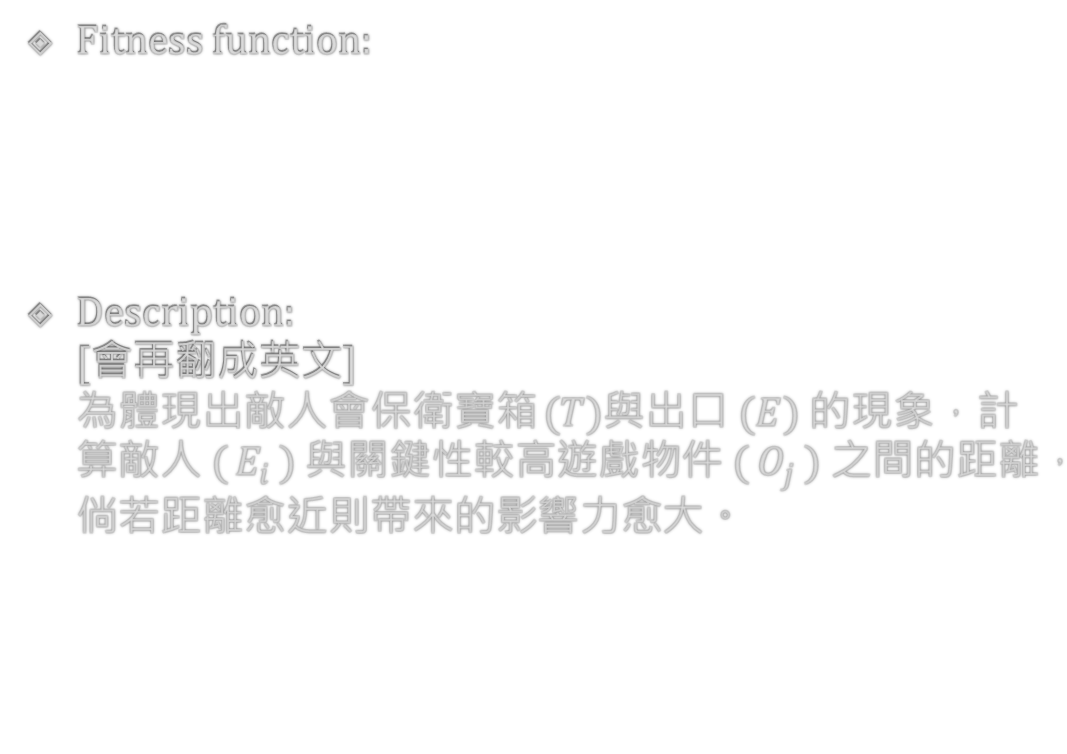 Fitness function:
Description:
[會再翻成英文]
為體現出敵人會保衛寶箱(T)與出口 (E) 的現象，計
算敵人 ( Eᵢ ) 與關鍵性較高遊戲物件 ( Oⱼ ) 之間的距離，
倘若距離愈近則帶來的影響力愈大。